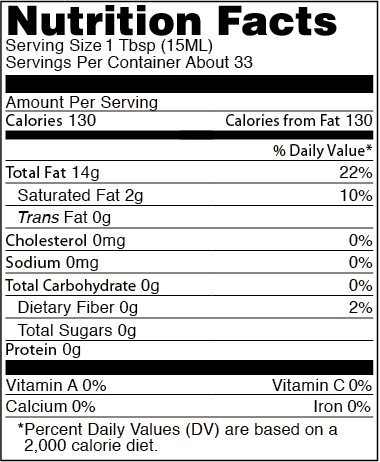 Nutrition Facts
Serving Size 1 Tbsp (15ML)
Servings Per Container About 33
Amount Per Serving
Calories 130 Calories from Fat 130
% Daily Value*
Total Fat 14g 22%
Saturated Fat 2g 10%
Trans Fat 0g
Cholesterol 0mg 0%
Sodium 0mg 0%
Total Carbohydrate 0g 0%
Dietary Fiber 0g 2%
Total Sugars 0g
Protein 0g
Vitamin A 0% Vitamin C 0%
Calcium 0% Iron 0%
*Percent Daily Values (DV) are based on a
2,000 calorie diet.